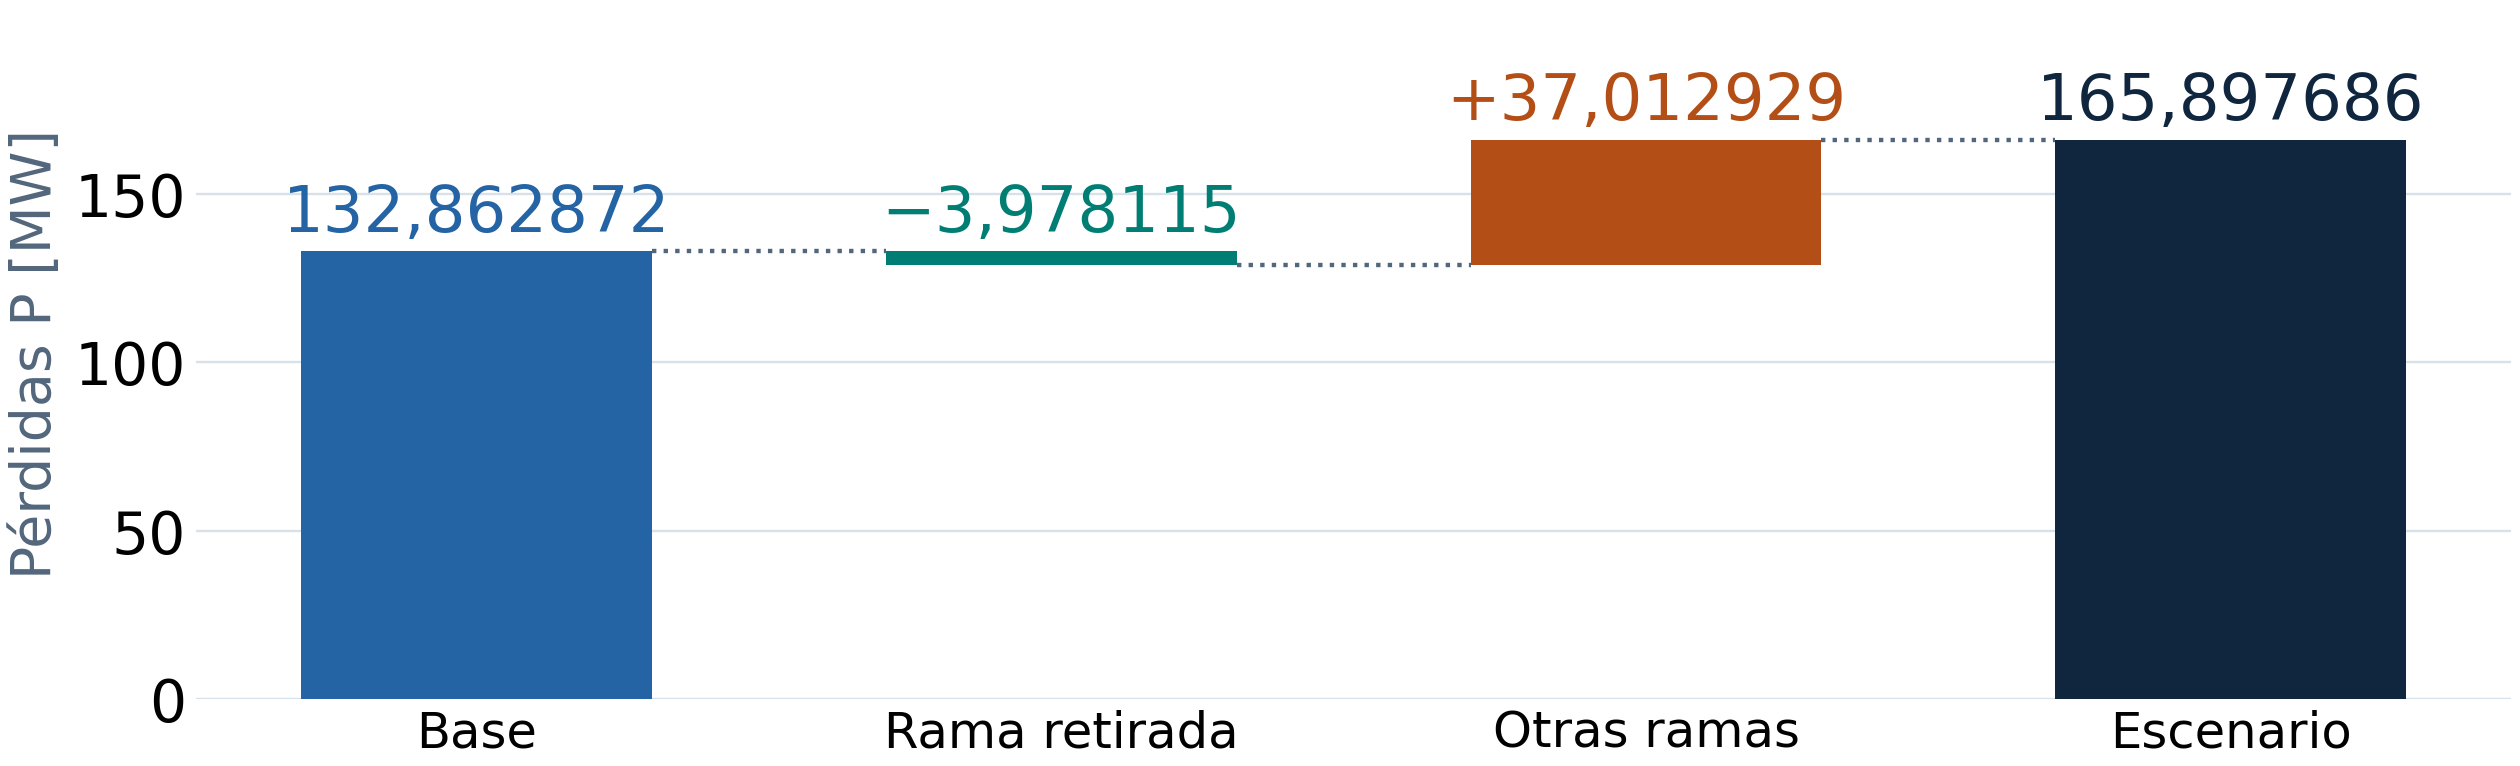 Pérdidas P [MW]
150
100
50
0
132,862872
−3,978115
+37,012929
165,897686
Base
Rama retirada
Otras ramas
Escenario